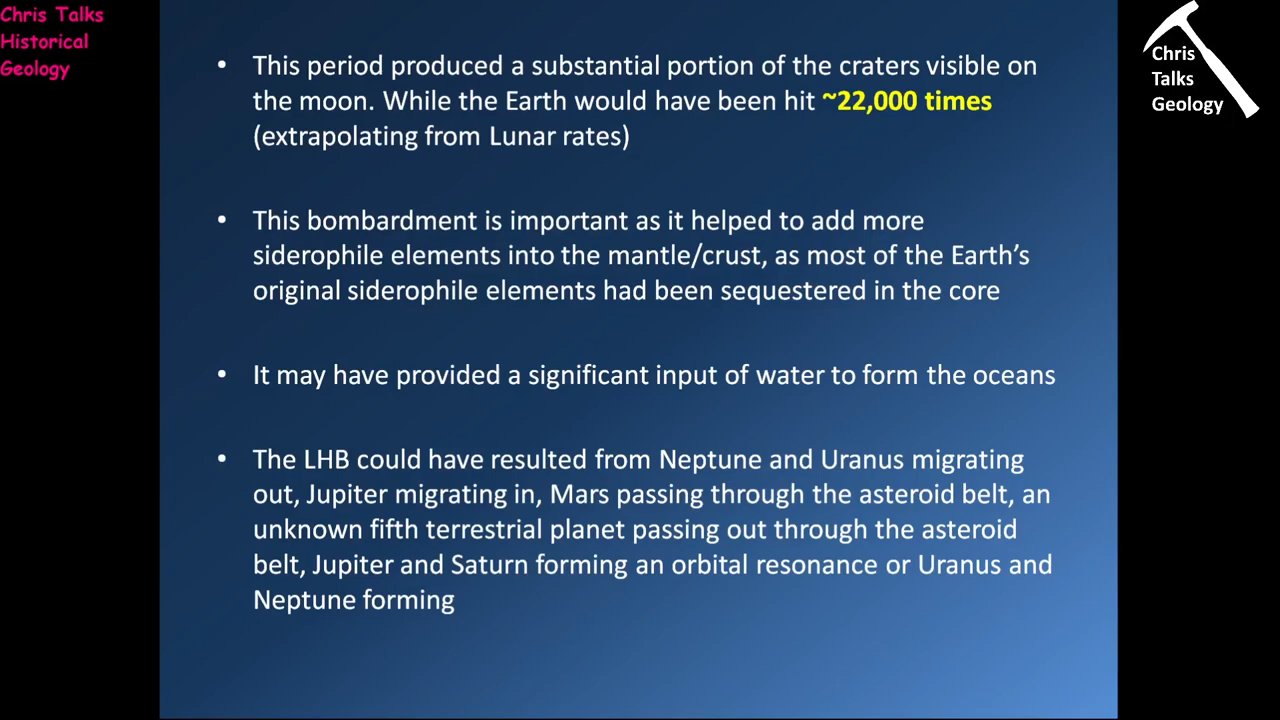 Chris Talks
Historical
Geology
Chris
Talks
Geology
• This period produced a substantial portion of the craters visible on
the moon. While the Earth would have been hit ~22,000 times
(extrapolating from Lunar rates)
• This bombardment is important as it helped to add more
siderophile elements into the mantle/crust, as most of the Earth’s
original siderophile elements had been sequestered in the core
• It may have provided a significant input of water to form the oceans
• The LHB could have resulted from Neptune and Uranus migrating
out, Jupiter migrating in, Mars passing through the asteroid belt, an
unknown fifth terrestrial planet passing out through the asteroid
belt, Jupiter and Saturn forming an orbital resonance or Uranus and
Neptune forming